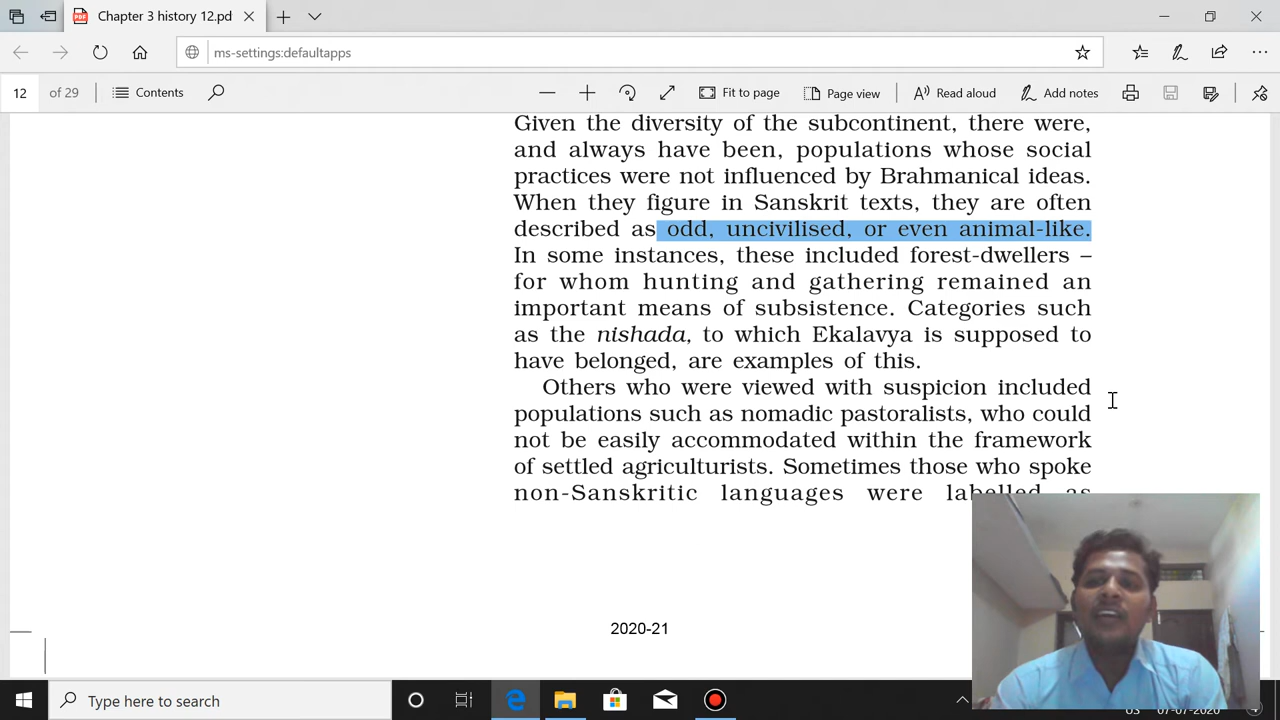 Chapter 3 history 12.pd
ms-settings:defaultapps
12 of 29 Contents Fit to page Page view Read aloud Add notes
Given the diversity of the subcontinent, there were,
and always have been, populations whose social
practices were not influenced by Brahmanical ideas.
When they figure in Sanskrit texts, they are often
described as odd, uncivilised, or even animal-like.
In some instances, these included forest-dwellers –
for whom hunting and gathering remained an
important means of subsistence. Categories such
as the nishada, to which Ekalavya is supposed to
have belonged, are examples of this.
Others who were viewed with suspicion included
populations such as nomadic pastoralists, who could
not be easily accommodated within the framework
of settled agriculturists. Sometimes those who spoke
non-Sanskritic languages were labelled as
2020-21
Type here to search
US 07-07-2020